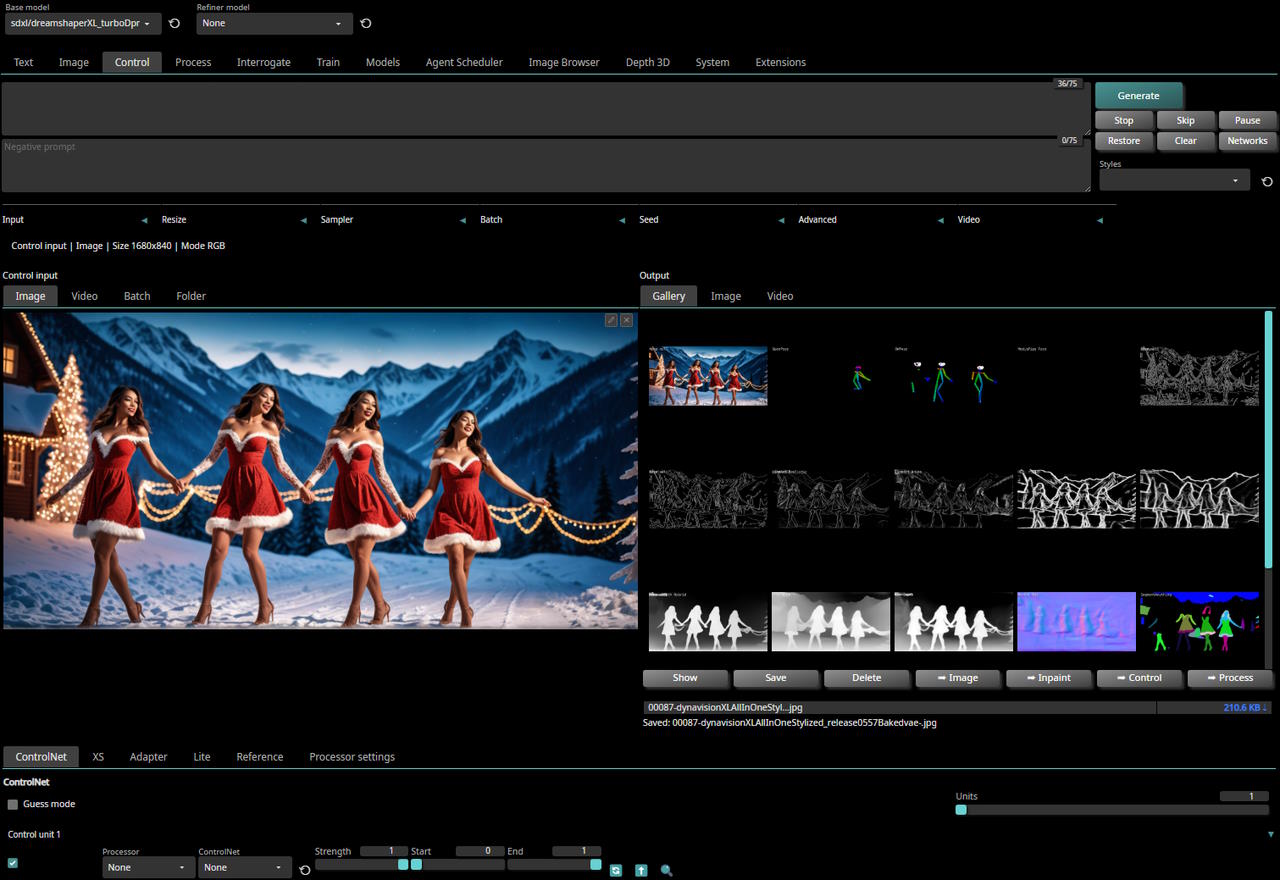 Base model
Refiner model
sdxl/dreamshaperXL_turboDpr
None
Text Image Control Process Interrogate Train Models Agent Scheduler Image Browser Depth 3D System Extensions
36/75
Generate
Stop Skip Pause
Negative prompt
0/75
Restore Clear Networks
Styles
Input Resize Sampler Batch Seed Advanced Video
Control input | Image | Size 1680x840 | Mode RGB
Control input
Output
Image Video Batch Folder
Gallery Image Video
Show Save Delete ➡ Image ➡ Inpaint ➡ Control ➡ Process
00087-dynavisionXLAllInOneStyl...jpg
210.6 KB ↓
Saved: 00087-dynavisionXLAllInOneStylized_release0557Bakedvae-.jpg
ControlNet XS Adapter Lite Reference Processor settings
ControlNet
Guess mode
Units
1
Control unit 1
Processor
ControlNet
Strength 1 Start 0 End 1
None
None